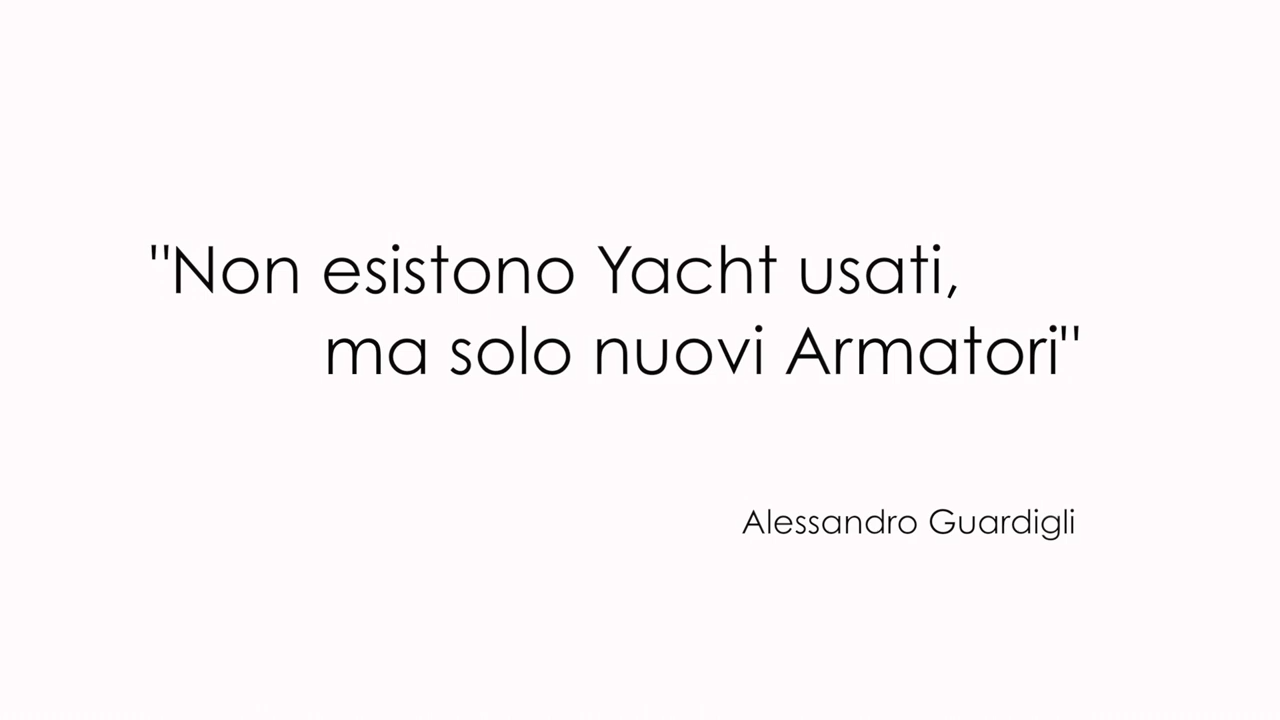 "Non esistono Yacht usati,
ma solo nuovi Armatori"
Alessandro Guardigli